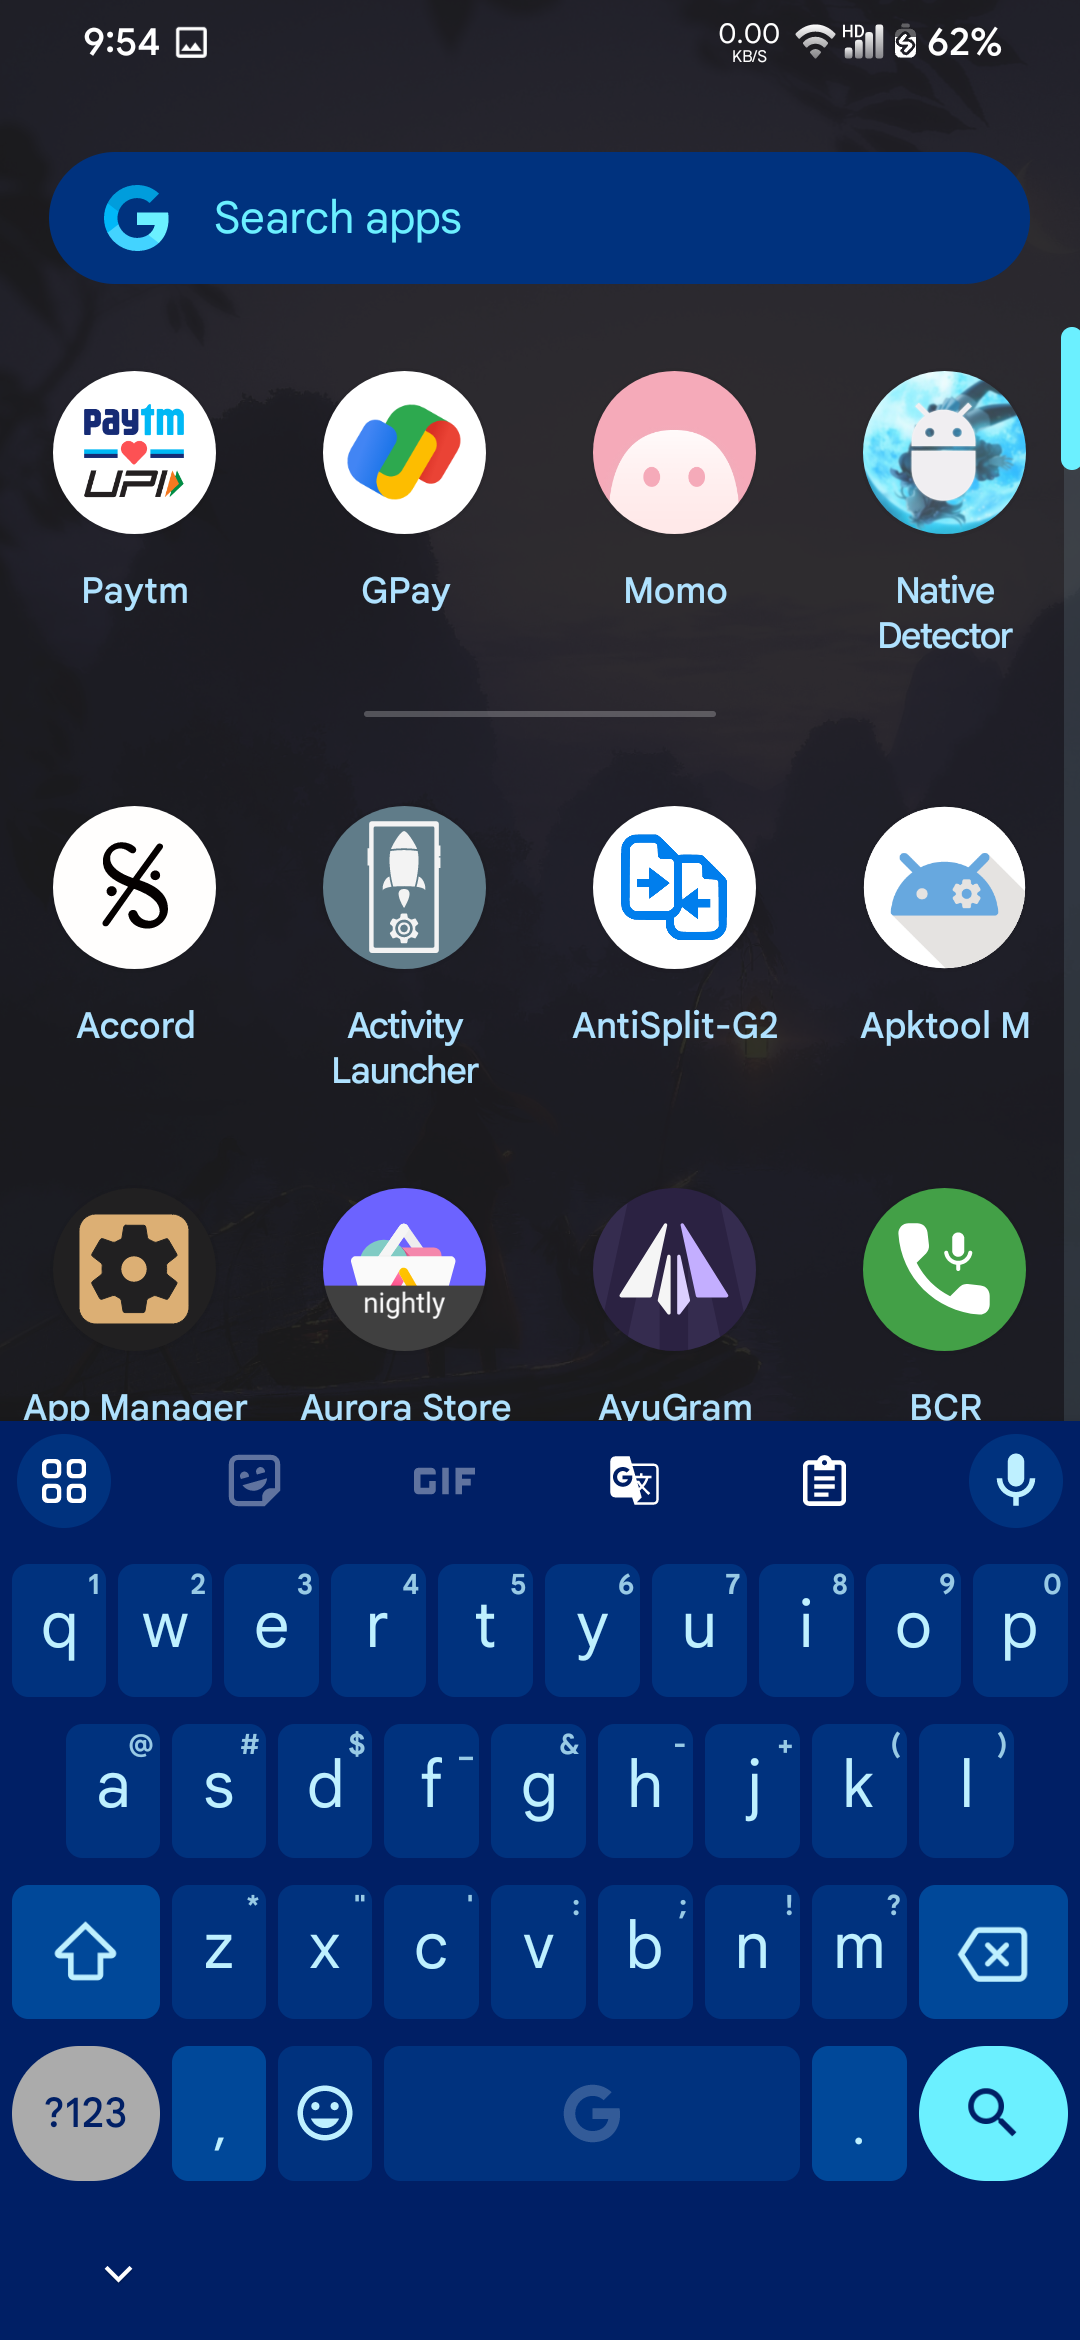 9:54 0.00 KB/S HD 62%
Search apps
paytm
UPI
Paytm GPay Momo Native
Detector
Accord Activity AntiSplit-G2 Apktool M
Launcher
nightly
App Manager Aurora Store AyuGram BCR
GIF G
1 2 3 4 5 6 7 8 9 0
q w e r t y u i o p
@ # $ _ & - + ( )
a s d f g h j k l
* " ' : ; ! ?
z x c v b n m
?123 , G .